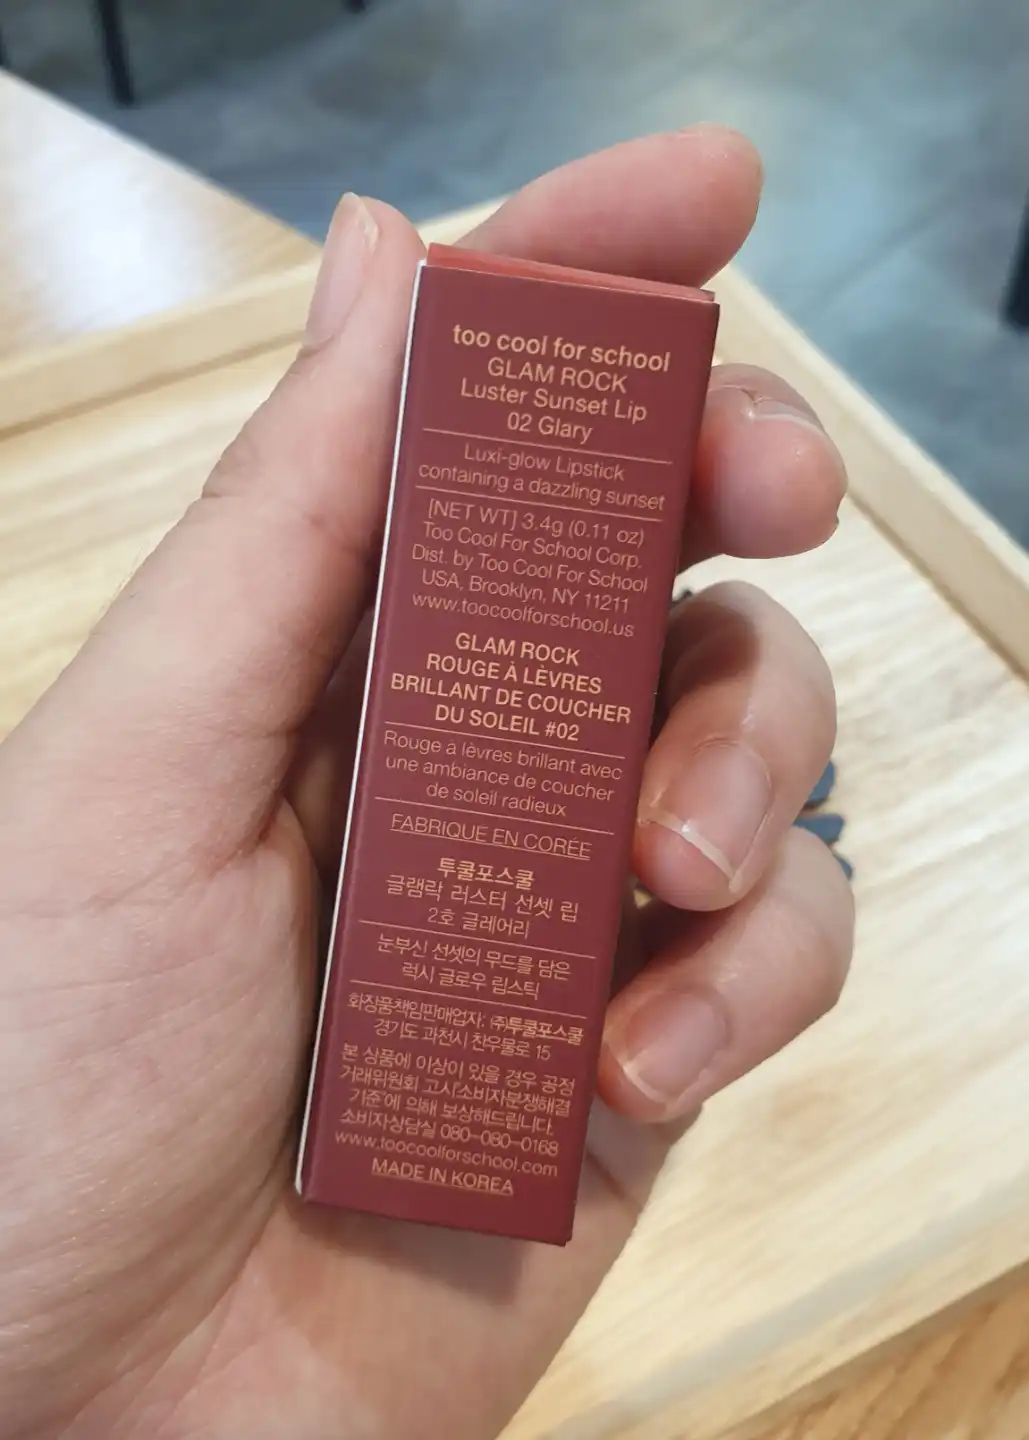 too cool for school
GLAM ROCK
Luster Sunset Lip
02 Glary
Luxi-glow Lipstick
containing a dazzling sunset
[NET WT] 3.4g (0.11 oz)
Too Cool For School Corp.
Dist. by Too Cool For School
USA, Brooklyn, NY 11211
www.toocoolforschool.us
GLAM ROCK
ROUGE À LÈVRES
BRILLANT DE COUCHER
DU SOLEIL #02
Rouge à lèvres brillant avec
une ambiance de coucher
de soleil radieux
FABRIQUE EN CORÉE
투쿨포스쿨
글램락 러스터 선셋 립
2호 글레어리
눈부신 선셋의 무드를 담은
럭시 글로우 립스틱
화장품책임판매업자: ㈜투쿨포스쿨
경기도 과천시 찬우물로 15
본 상품에 이상이 있을 경우 공정
거래위원회 고시 소비자분쟁해결
기준에 의해 보상해드립니다.
소비자상담실 080-080-0168
www.toocoolforschool.com
MADE IN KOREA